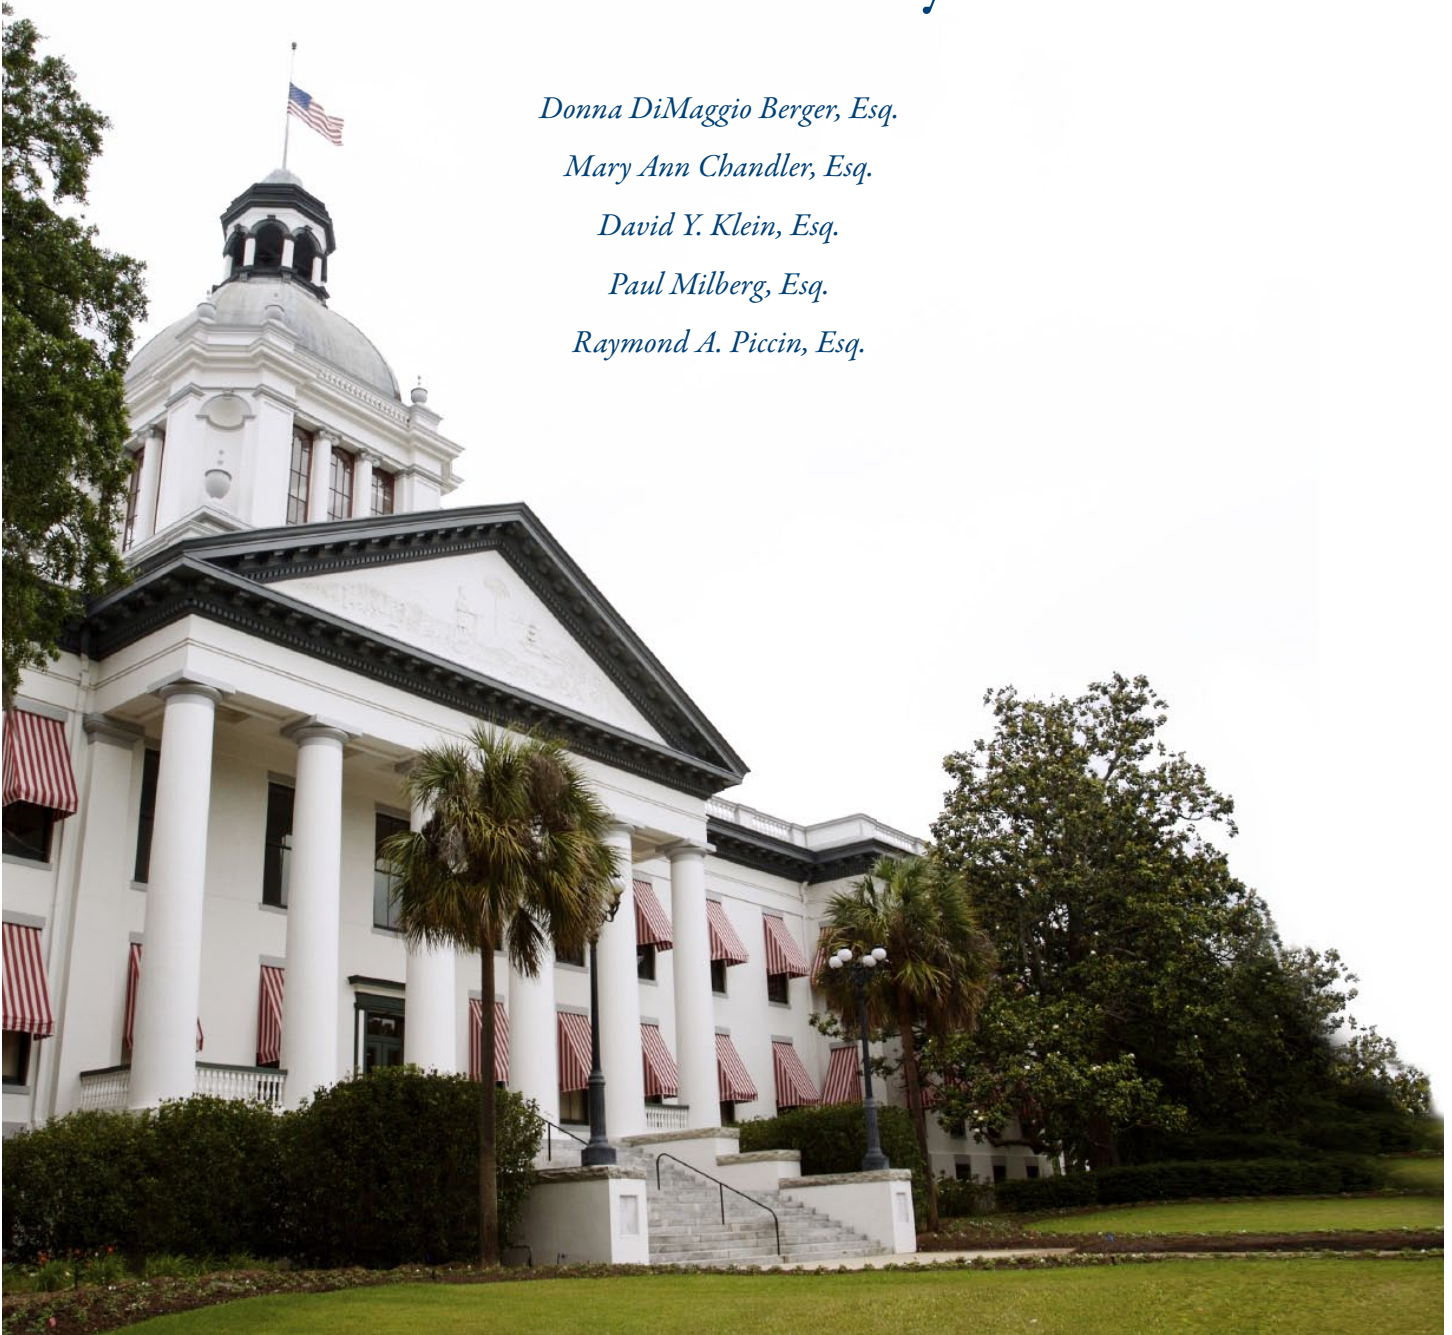 Donna DiMaggio Berger, Esq.
Mary Ann Chandler, Esq.
David Y. Klein, Esq.
Paul Milberg, Esq.
Raymond A. Piccin, Esq.